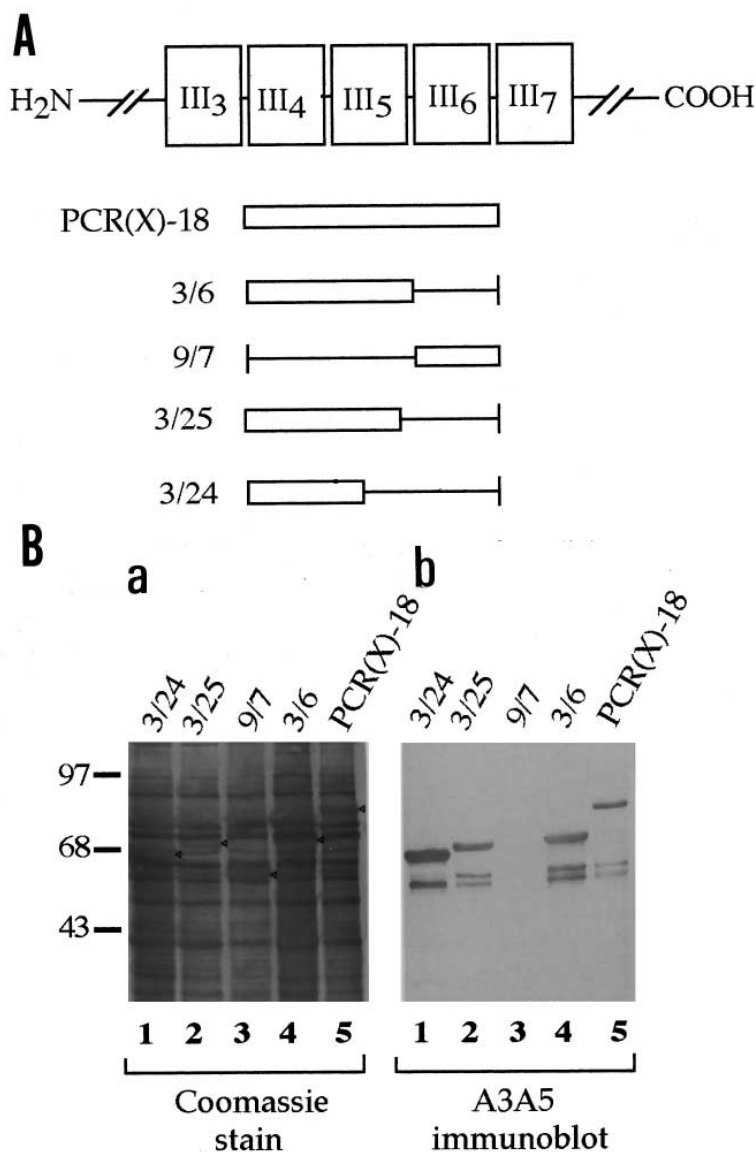 A
H₂N III₃ III₄ III₅ III₆ III₇ COOH
PCR(X)-18
3/6
9/7
3/25
3/24
B
a b
3/24 3/25 9/7 3/6 PCR(X)-18 3/24 3/25 9/7 3/6 PCR(X)-18
97
68
43
1 2 3 4 5 1 2 3 4 5
Coomassie A3A5
stain immunoblot